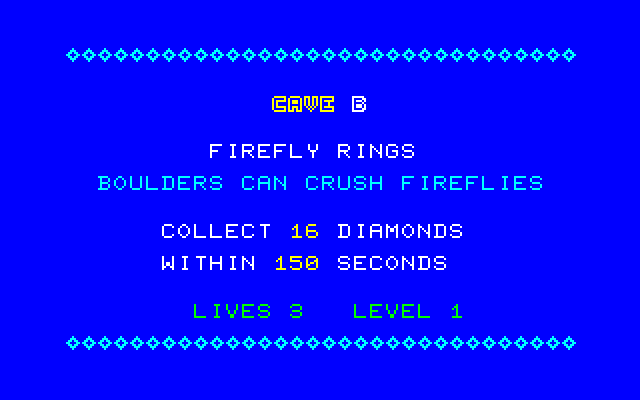 CAVE B
FIREFLY RINGS
BOULDERS CAN CRUSH FIREFLIES
COLLECT 16 DIAMONDS
WITHIN 150 SECONDS
LIVES 3 LEVEL 1